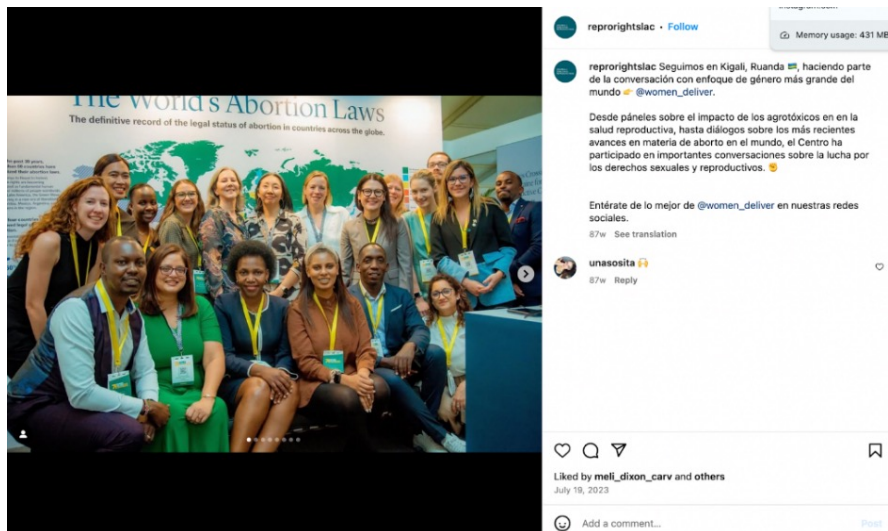 The World's Abortion Laws
The definitive record of the legal status of abortion in countries across the globe.
reprorightslac • Follow
Memory usage: 431 MB
reprorightslac Seguimos en Kigali, Ruanda 🇷🇼, haciendo parte
de la conversación con enfoque de género más grande del
mundo 👉 @women_deliver.
Desde páneles sobre el impacto de los agrotóxicos en en la
salud reproductiva, hasta diálogos sobre los más recientes
avances en materia de aborto en el mundo, el Centro ha
participado en importantes conversaciones sobre la lucha por
los derechos sexuales y reproductivos. ✊
Entérate de lo mejor de @women_deliver en nuestras redes
sociales.
87w See translation
unasosita 🙌
87w Reply
Liked by meli_dixon_carv and others
July 19, 2023
Add a comment...
Post